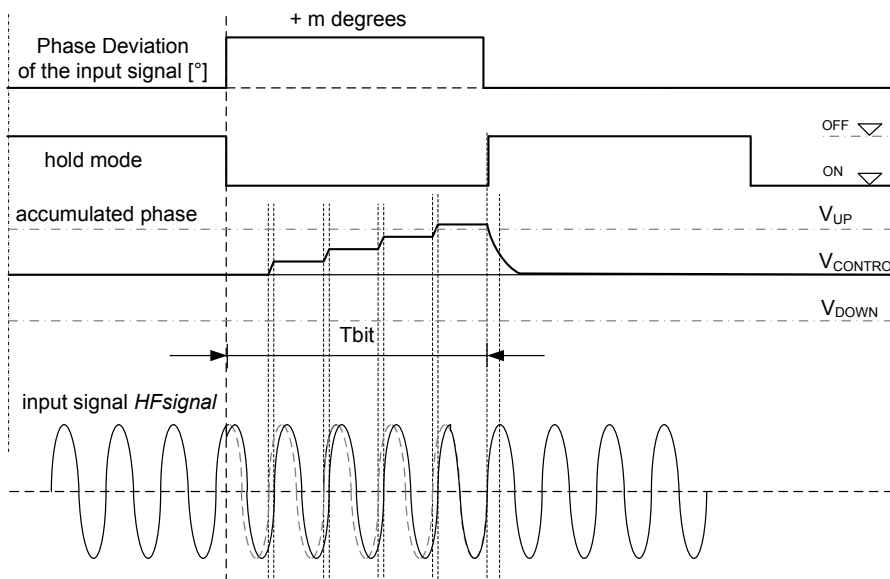 + m degrees
Phase Deviation
of the input signal [°]
OFF
hold mode
ON
accumulated phase
VUP
VCONTRO
VDOWN
Tbit
input signal HFsignal